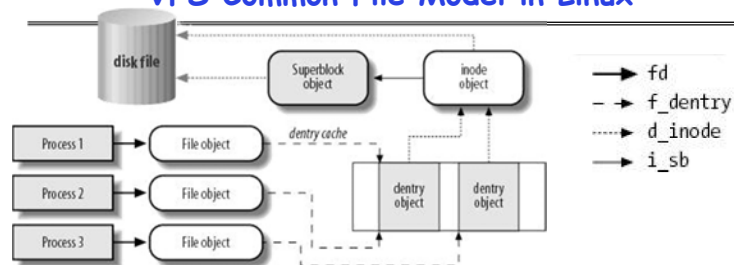 VFS Common File Model in Linux
disk file
Superblock
object
inode
object
fd
f_dentry
d_inode
i_sb
dentry cache
Process 1
File object
Process 2
File object
Process 3
File object
dentry
object
dentry
object